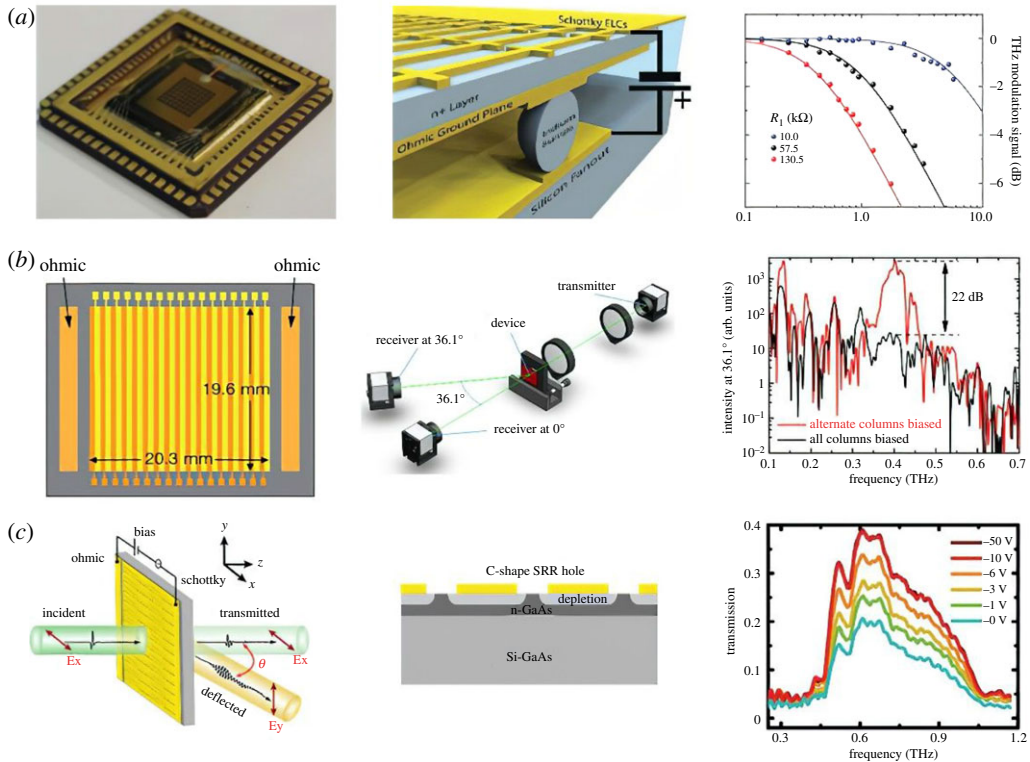 (a)
Schottky ELCs
n+ Layer
Ohmic Ground Plane
Indium
Bump
Silicon Fanout
+
0
−2
−4
−6
THz modulation signal (dB)
R1 (kΩ)
10.0
57.5
130.5
0.1
1.0
10.0
(b)
ohmic
ohmic
19.6 mm
20.3 mm
transmitter
device
receiver at 36.1°
36.1°
receiver at 0°
intensity at 36.1° (arb. units)
10^3
10^2
10
1
10^−1
10^−2
22 dB
alternate columns biased
all columns biased
0.1
0.2
0.3
0.4
0.5
0.6
0.7
frequency (THz)
(c)
bias
ohmic
schottky
y
z
x
incident
transmitted
Ex
Ex
θ
deflected
Ey
C-shape SRR hole
depletion
n-GaAs
Si-GaAs
transmission
0.4
0.3
0.2
0.1
0
−50 V
−10 V
−6 V
−3 V
−1 V
−0 V
0.3
0.6
0.9
1.2
frequency (THz)